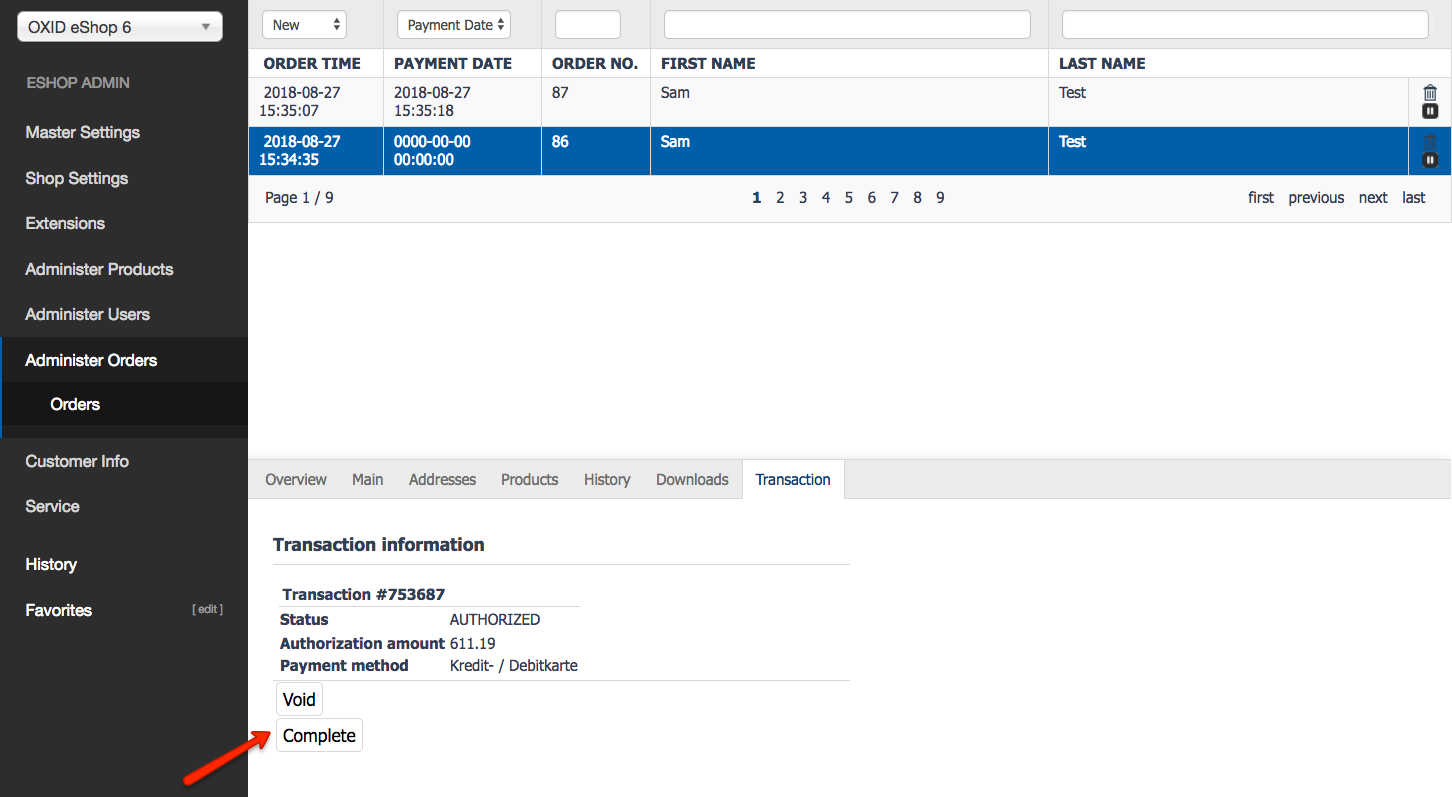 OXID eShop 6
ESHOP ADMIN
Master Settings
Shop Settings
Extensions
Administer Products
Administer Users
Administer Orders
Orders
Customer Info
Service
History
Favorites [ edit ]
New Payment Date
ORDER TIME PAYMENT DATE ORDER NO. FIRST NAME LAST NAME
2018-08-27 2018-08-27 87 Sam Test
15:35:07 15:35:18
2018-08-27 0000-00-00 86 Sam Test
15:34:35 00:00:00
Page 1 / 9 1 2 3 4 5 6 7 8 9 first previous next last
Overview Main Addresses Products History Downloads Transaction
Transaction information
Transaction #753687
Status AUTHORIZED
Authorization amount 611.19
Payment method Kredit- / Debitkarte
Void
Complete